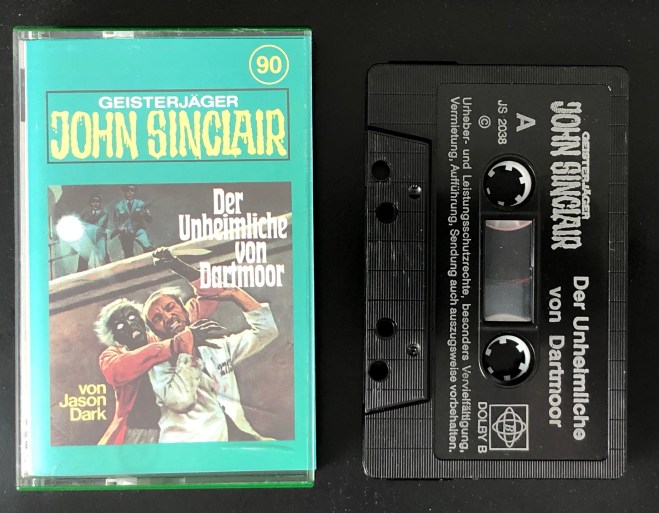 90
GEISTERJÄGER
JOHN SINCLAIR
Der
Unheimliche
von
Dartmoor
von
Jason
Dark
GEISTERJÄGER
JOHN SINCLAIR
Der Unheimliche
von Dartmoor
A
JS 2038
©
Urheber- und Leistungsschutzrechte, besonders Vervielfältigung,
Vermietung, Aufführung, Sendung auch auszugsweise vorbehalten.
DOLBY B